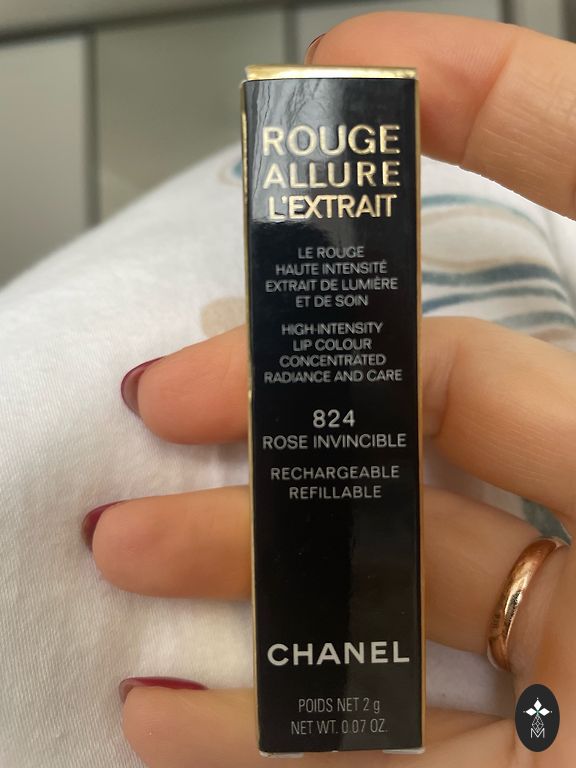 ROUGE
ALLURE
L'EXTRAIT
LE ROUGE
HAUTE INTENSITÉ
EXTRAIT DE LUMIÈRE
ET DE SOIN
HIGH-INTENSITY
LIP COLOUR
CONCENTRATED
RADIANCE AND CARE
824
ROSE INVINCIBLE
RECHARGEABLE
REFILLABLE
CHANEL
POIDS NET 2 g
NET WT. 0.07 OZ.
M